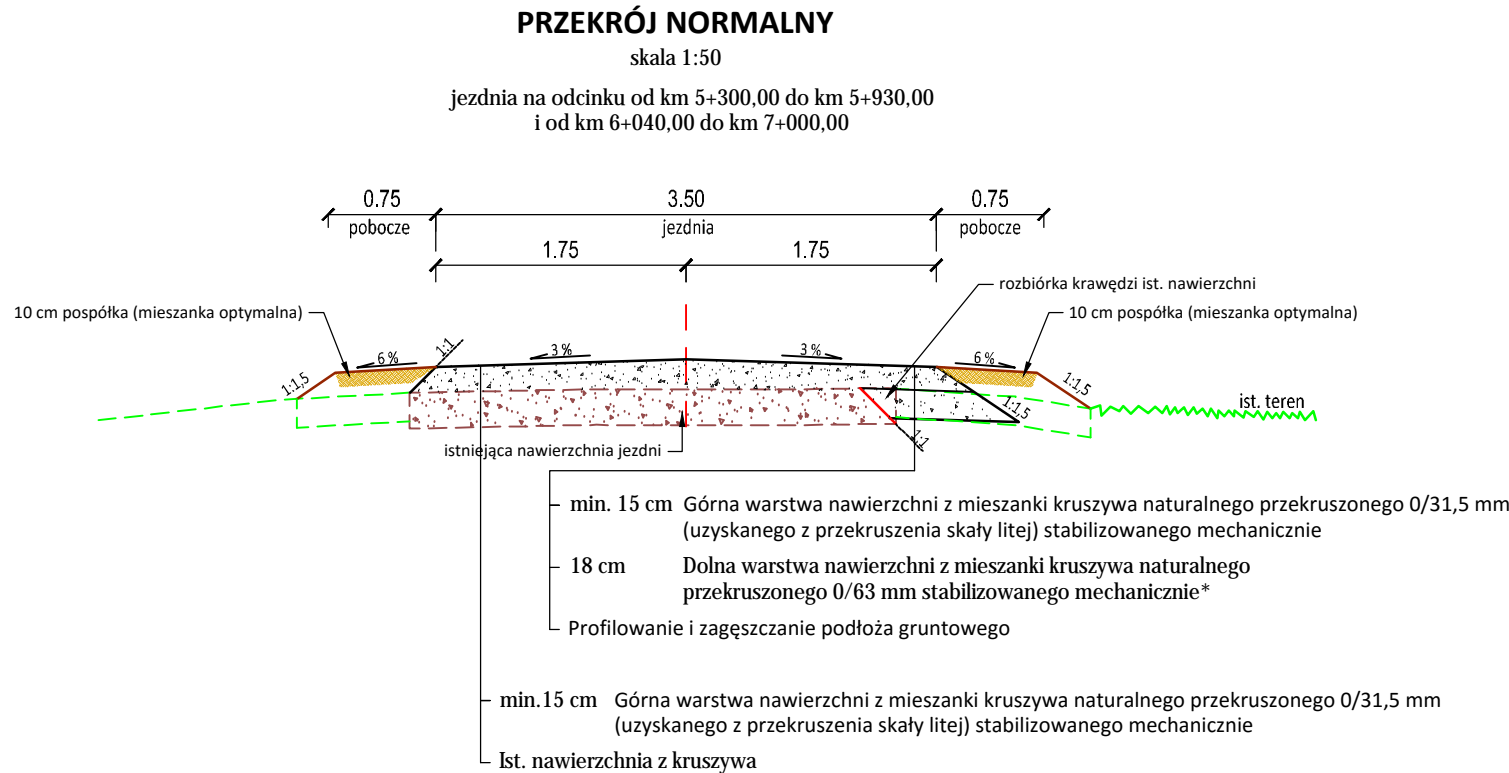 PRZEKRÓJ NORMALNY
skala 1:50
jezdnia na odcinku od km 5+300,00 do km 5+930,00
i od km 6+040,00 do km 7+000,00
0.75
3.50
0.75
pobocze
jezdnia
pobocze
1.75
1.75
rozbiórka krawędzi ist. nawierzchni
10 cm pospółka (mieszanka optymalna)
10 cm pospółka (mieszanka optymalna)
1:1,5
6 %
1:1
3 %
3 %
6 %
1:1,5
1:1,5
1:1
ist. teren
istniejąca nawierzchnia jezdni
min. 15 cm Górna warstwa nawierzchni z mieszanki kruszywa naturalnego przekruszonego 0/31,5 mm
(uzyskanego z przekruszenia skały litej) stabilizowanego mechanicznie
18 cm Dolna warstwa nawierzchni z mieszanki kruszywa naturalnego
przekruszonego 0/63 mm stabilizowanego mechanicznie*
Profilowanie i zagęszczanie podłoża gruntowego
min.15 cm Górna warstwa nawierzchni z mieszanki kruszywa naturalnego przekruszonego 0/31,5 mm
(uzyskanego z przekruszenia skały litej) stabilizowanego mechanicznie
Ist. nawierzchnia z kruszywa